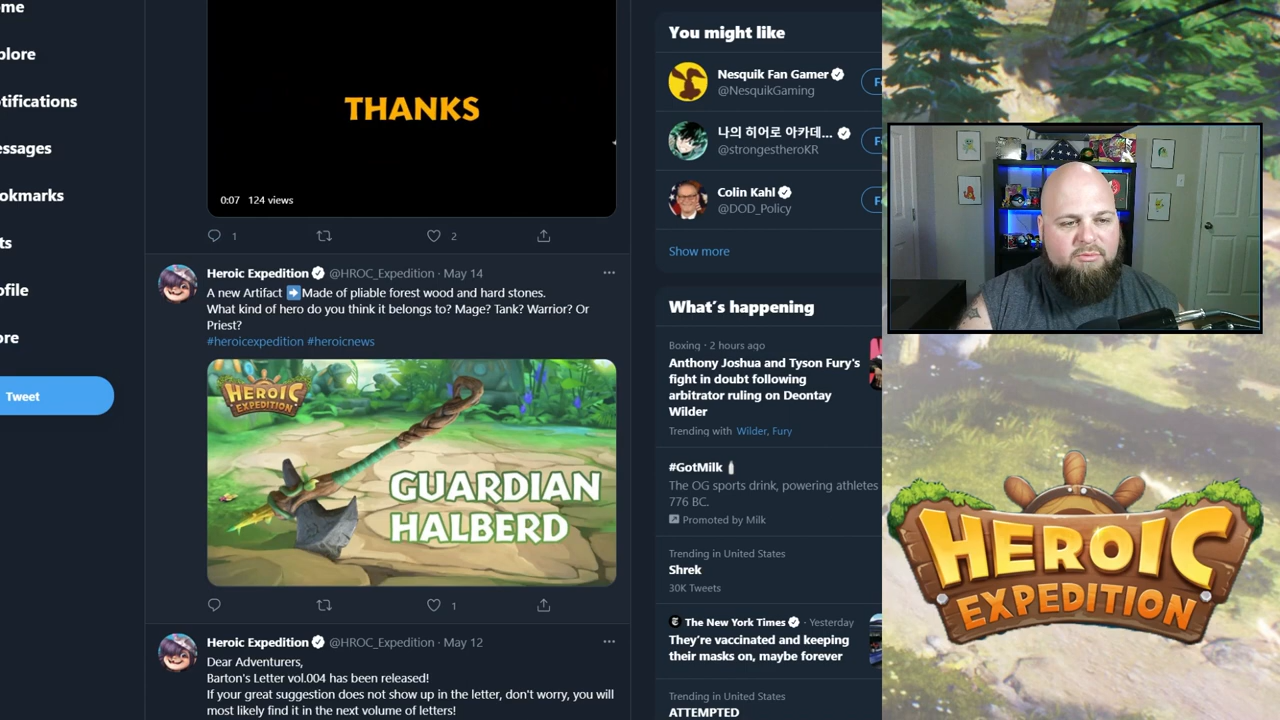 me
plore
tifications
essages
okmarks
ts
ofile
ore
Tweet
THANKS
0:07 124 views
1
2
Heroic Expedition @HROC_Expedition · May 14
A new Artifact ➡Made of pliable forest wood and hard stones.
What kind of hero do you think it belongs to? Mage? Tank? Warrior? Or
Priest?
#heroicexpedition #heroicnews
HEROIC
EXPEDITION
GUARDIAN
HALBERD
1
Heroic Expedition @HROC_Expedition · May 12
Dear Adventurers,
Barton's Letter vol.004 has been released!
If your great suggestion does not show up in the letter, don't worry, you will
most likely find it in the next volume of letters!
You might like
Nesquik Fan Gamer
@NesquikGaming
Fo
나의 히어로 아카데...
@strongestheroKR
Fo
Colin Kahl
@DOD_Policy
Fo
Show more
What's happening
Boxing · 2 hours ago
Anthony Joshua and Tyson Fury's
fight in doubt following
arbitrator ruling on Deontay
Wilder
Trending with Wilder, Fury
#GotMilk
The OG sports drink, powering athletes
776 BC.
Promoted by Milk
Trending in United States
Shrek
30K Tweets
The New York Times · Yesterday
They're vaccinated and keeping
their masks on, maybe forever
Trending in United States
ATTEMPTED
HEROIC
EXPEDITION